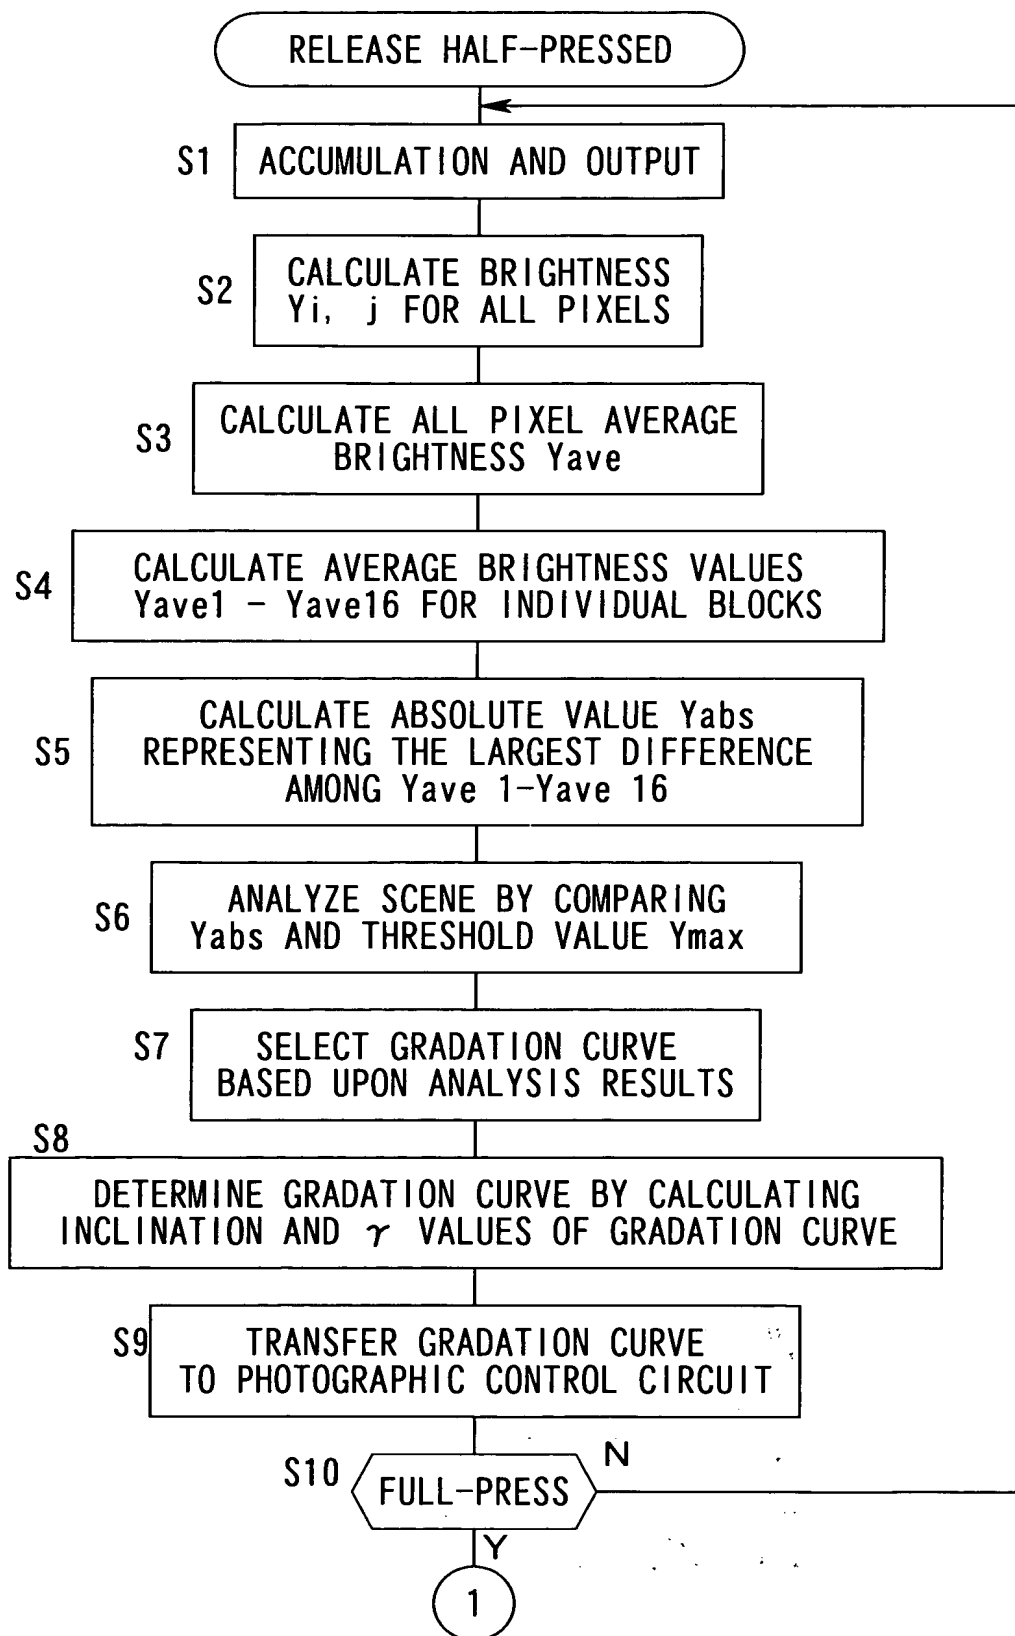 RELEASE HALF-PRESSED
S1
ACCUMULATION AND OUTPUT
S2
CALCULATE BRIGHTNESS
Yi, j FOR ALL PIXELS
S3
CALCULATE ALL PIXEL AVERAGE
BRIGHTNESS Yave
S4
CALCULATE AVERAGE BRIGHTNESS VALUES
Yave1 - Yave16 FOR INDIVIDUAL BLOCKS
S5
CALCULATE ABSOLUTE VALUE Yabs
REPRESENTING THE LARGEST DIFFERENCE
AMONG Yave 1-Yave 16
S6
ANALYZE SCENE BY COMPARING
Yabs AND THRESHOLD VALUE Ymax
S7
SELECT GRADATION CURVE
BASED UPON ANALYSIS RESULTS
S8
DETERMINE GRADATION CURVE BY CALCULATING
INCLINATION AND γ VALUES OF GRADATION CURVE
S9
TRANSFER GRADATION CURVE
TO PHOTOGRAPHIC CONTROL CIRCUIT
S10
FULL-PRESS
N
Y
1